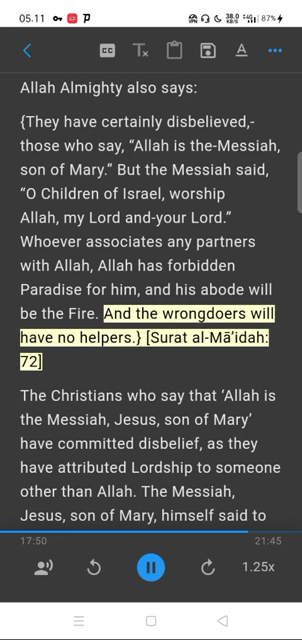 05.11
38.0 KB/S
4G
87%
CC
Allah Almighty also says:
{They have certainly disbelieved,-
those who say, “Allah is the-Messiah,
son of Mary.” But the Messiah said,
“O Children of Israel, worship
Allah, my Lord and-your Lord.”
Whoever associates any partners
with Allah, Allah has forbidden
Paradise for him, and his abode will
be the Fire. And the wrongdoers will
have no helpers.} [Surat al-Mā’idah:
72]
The Christians who say that ‘Allah is
the Messiah, Jesus, son of Mary’
have committed disbelief, as they
have attributed Lordship to someone
other than Allah. The Messiah,
Jesus, son of Mary, himself said to
17:50
21:45
1.25x